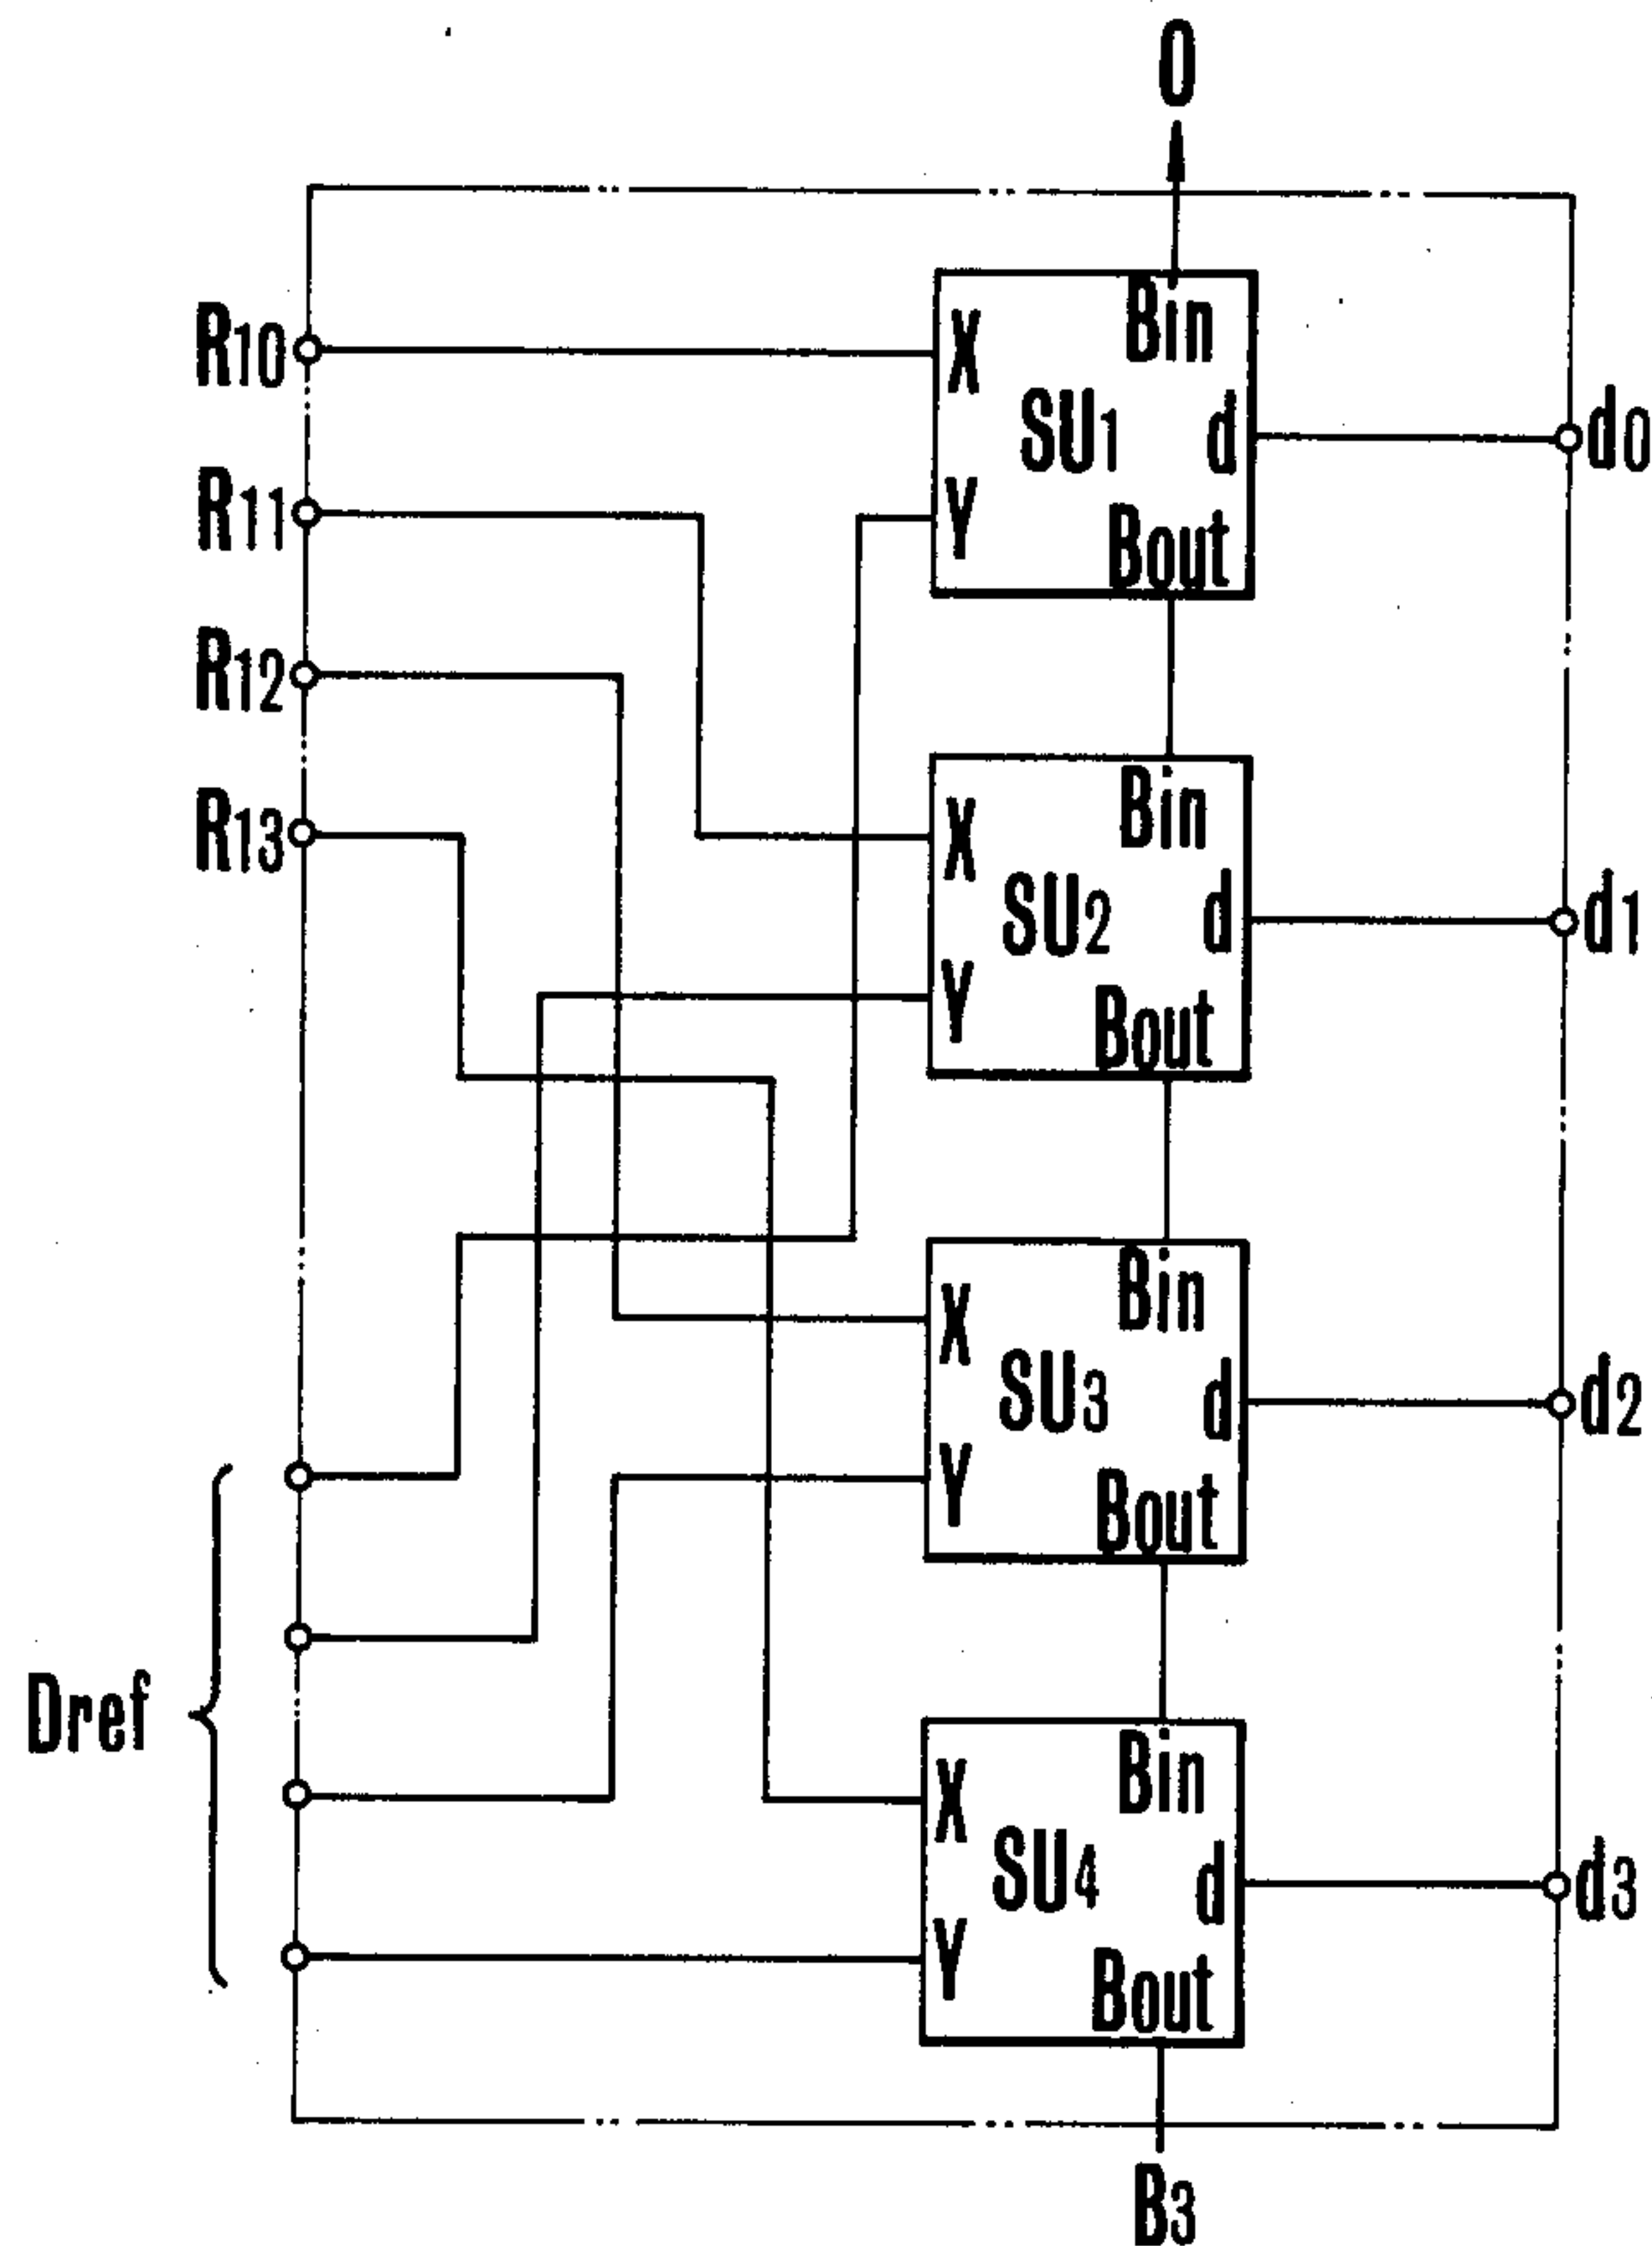 0
R10
X
Bin
SU1
d
d0
R11
Y
Bout
R12
R13
X
Bin
SU2
d
d1
Y
Bout
X
Bin
SU3
d
d2
Y
Bout
Dref
X
Bin
SU4
d
d3
Y
Bout
B3